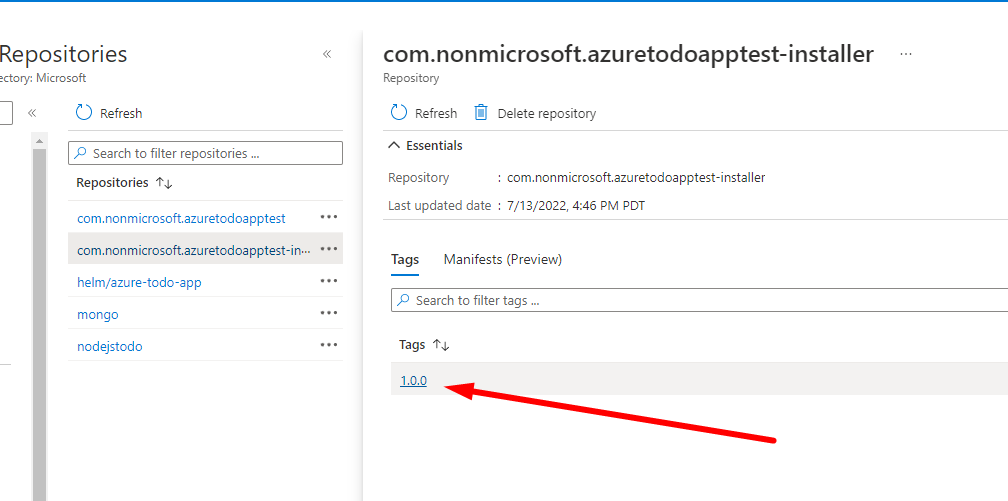 Repositories
ectory: Microsoft
«
«
Refresh
Search to filter repositories ...
Repositories ↑↓
com.nonmicrosoft.azuretodoapptest
com.nonmicrosoft.azuretodoapptest-in...
helm/azure-todo-app
mongo
nodejstodo
com.nonmicrosoft.azuretodoapptest-installer ...
Repository
Refresh Delete repository
Essentials
Repository : com.nonmicrosoft.azuretodoapptest-installer
Last updated date : 7/13/2022, 4:46 PM PDT
Tags Manifests (Preview)
Search to filter tags ...
Tags ↑↓
1.0.0